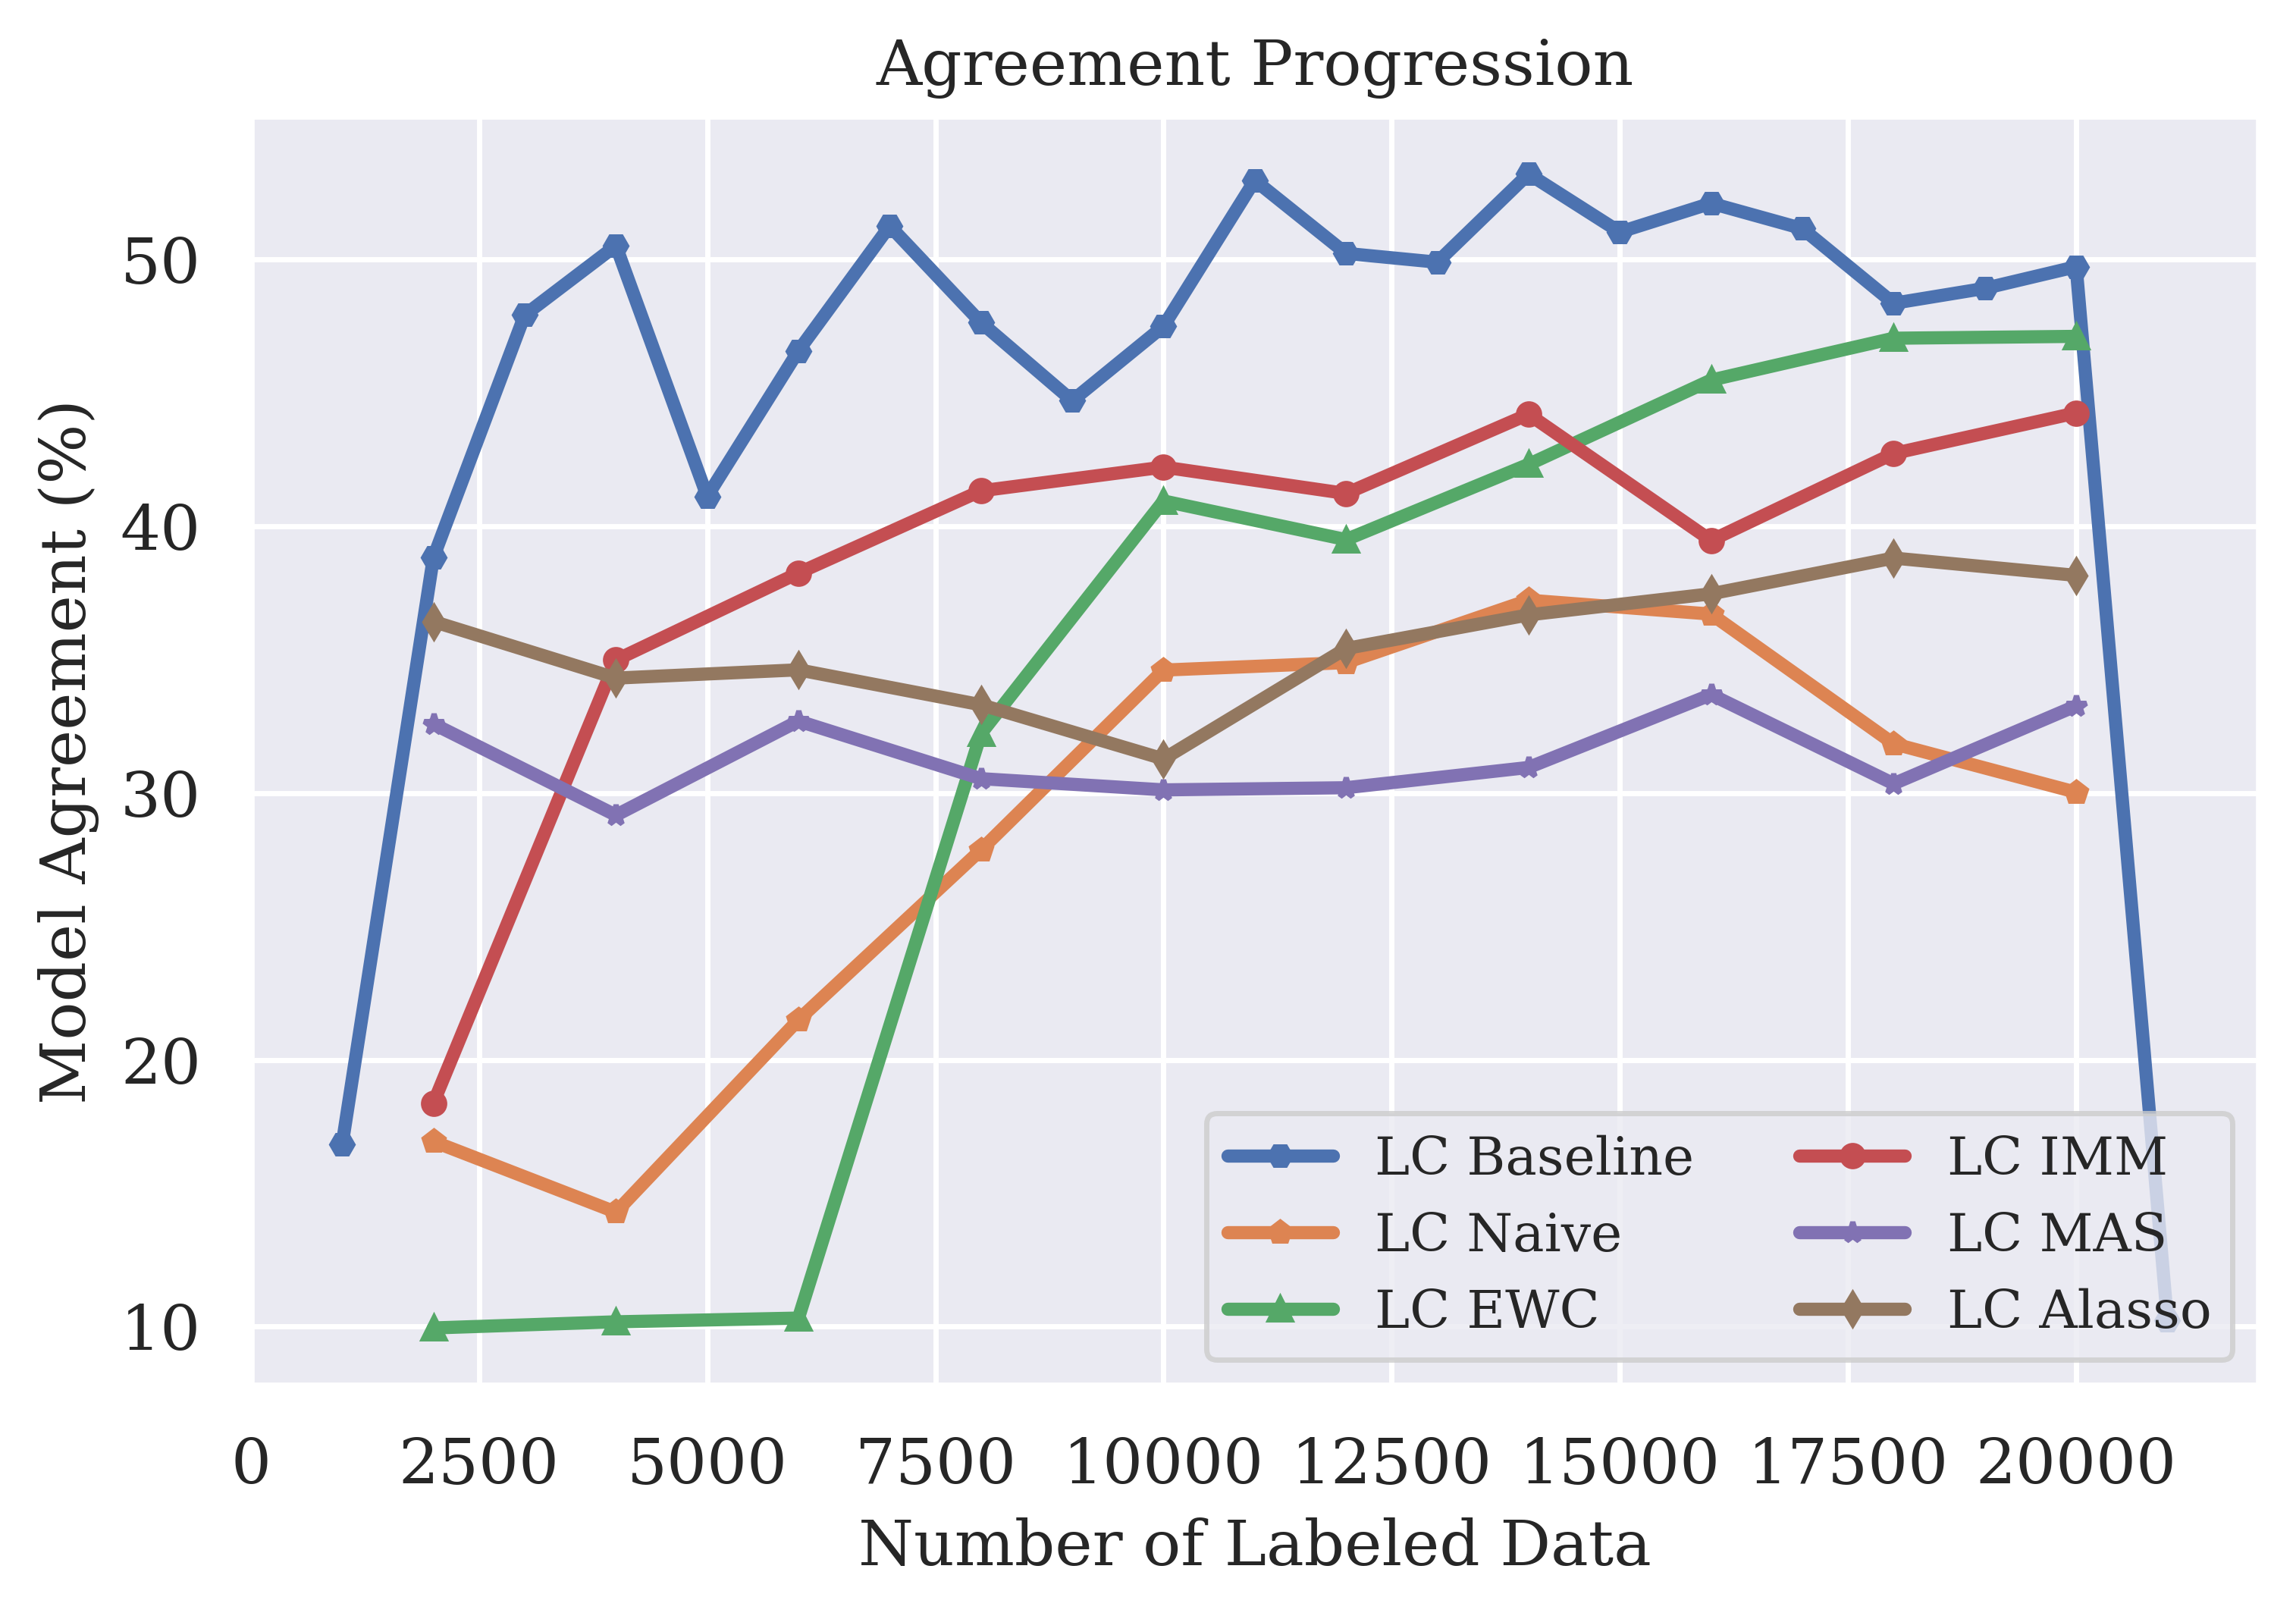 Agreement Progression
Model Agreement (%)
50
40
30
20
10
0 2500 5000 7500 10000 12500 15000 17500 20000
Number of Labeled Data
LC Baseline
LC Naive
LC EWC
LC IMM
LC MAS
LC Alasso